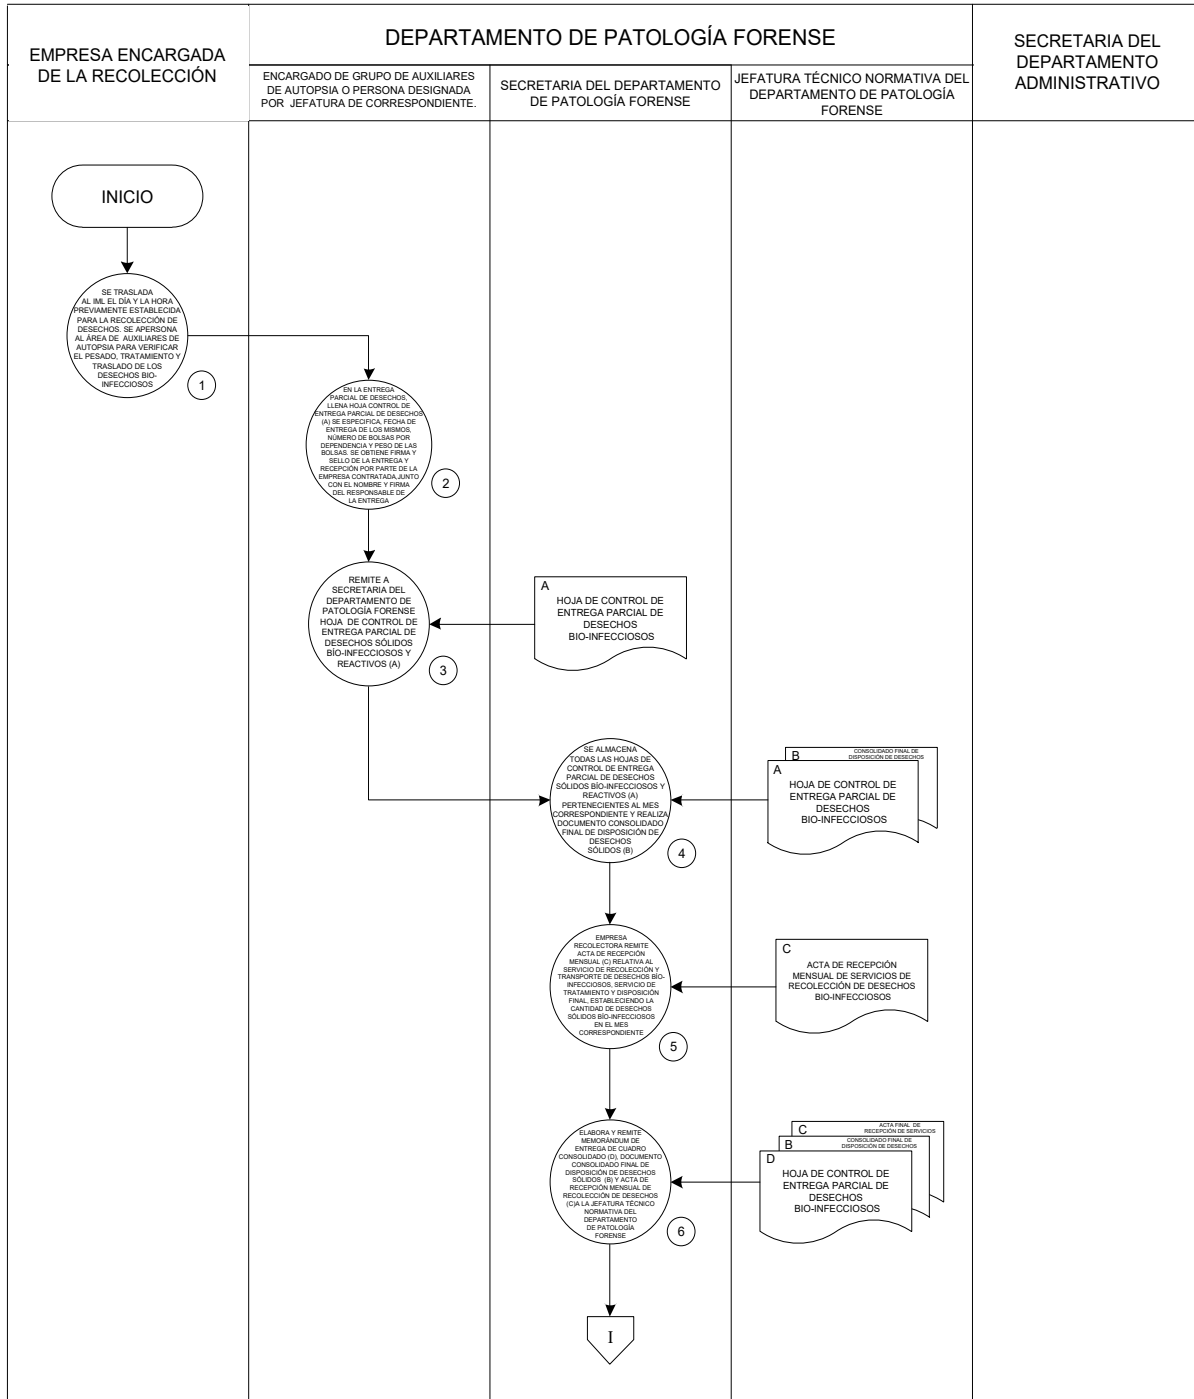 EMPRESA ENCARGADA
DE LA RECOLECCIÓN
DEPARTAMENTO DE PATOLOGÍA FORENSE
ENCARGADO DE GRUPO DE AUXILIARES
DE AUTOPSIA O PERSONA DESIGNADA
POR JEFATURA DE CORRESPONDIENTE.
SECRETARIA DEL DEPARTAMENTO
DE PATOLOGÍA FORENSE
JEFATURA TÉCNICO NORMATIVA DEL
DEPARTAMENTO DE PATOLOGÍA
FORENSE
SECRETARIA DEL
DEPARTAMENTO
ADMINISTRATIVO
INICIO
SE TRASLADA
AL IML EL DÍA Y LA HORA
PREVIAMENTE ESTABLECIDA
PARA LA RECOLECCIÓN DE
DESECHOS. SE APERSONA
AL ÁREA DE AUXILIARES DE
AUTOPSIA PARA VERIFICAR
EL PESADO, TRATAMIENTO Y
TRASLADO DE LOS
DESECHOS BIO-
INFECCIOSOS
1
EN LA ENTREGA
PARCIAL DE DESECHOS,
LLENA HOJA CONTROL DE
ENTREGA PARCIAL DE DESECHOS
(A) SE ESPECIFICA, FECHA DE
ENTREGA DE LOS MISMOS,
NÚMERO DE BOLSAS POR
DEPENDENCIA Y PESO DE LAS
BOLSAS. SE OBTIENE FIRMA Y
SELLO DE LA ENTREGA Y
RECEPCIÓN POR PARTE DE LA
EMPRESA CONTRATADA,JUNTO
CON EL NOMBRE Y FIRMA
DEL RESPONSABLE DE
LA ENTREGA
2
REMITE A
SECRETARIA DEL
DEPARTAMENTO DE
PATOLOGÍA FORENSE
HOJA DE CONTROL DE
ENTREGA PARCIAL DE
DESECHOS SÓLIDOS
BÍO-INFECCIOSOS Y
REACTIVOS (A)
3
A
HOJA DE CONTROL DE
ENTREGA PARCIAL DE
DESECHOS
BIO-INFECCIOSOS
SE ALMACENA
TODAS LAS HOJAS DE
CONTROL DE ENTREGA
PARCIAL DE DESECHOS
SÓLIDOS BÍO-INFECCIOSOS Y
REACTIVOS (A)
PERTENECIENTES AL MES
CORRESPONDIENTE Y REALIZA
DOCUMENTO CONSOLIDADO
FINAL DE DISPOSICIÓN DE
DESECHOS
SÓLIDOS (B)
4
B
CONSOLIDADO FINAL DE
DISPOSICIÓN DE DESECHOS
A
HOJA DE CONTROL DE
ENTREGA PARCIAL DE
DESECHOS
BIO-INFECCIOSOS
EMPRESA
RECOLECTORA REMITE
ACTA DE RECEPCIÓN
MENSUAL (C) RELATIVA AL
SERVICIO DE RECOLECCIÓN Y
TRANSPORTE DE DESECHOS BÍO-
INFECCIOSOS, SERVICIO DE
TRATAMIENTO Y DISPOSICIÓN
FINAL, ESTABLECIENDO LA
CANTIDAD DE DESECHOS
SÓLIDOS BÍO-INFECCIOSOS
EN EL MES
CORRESPONDIENTE
5
C
ACTA DE RECEPCIÓN
MENSUAL DE SERVICIOS DE
RECOLECCIÓN DE DESECHOS
BIO-INFECCIOSOS
ELABORA Y REMITE
MEMORÁNDUM DE
ENTREGA DE CUADRO
CONSOLIDADO (D), DOCUMENTO
CONSOLIDADO FINAL DE
DISPOSICIÓN DE DESECHOS
SÓLIDOS (B) Y ACTA DE
RECEPCIÓN MENSUAL DE
RECOLECCIÓN DE DESECHOS
(C)A LA JEFATURA TÉCNICO
NORMATIVA DEL
DEPARTAMENTO
DE PATOLOGÍA
FORENSE
6
C
ACTA FINAL DE
RECEPCIÓN DE SERVICIOS
B
CONSOLIDADO FINAL DE
DISPOSICIÓN DE DESECHOS
D
HOJA DE CONTROL DE
ENTREGA PARCIAL DE
DESECHOS
BIO-INFECCIOSOS
I